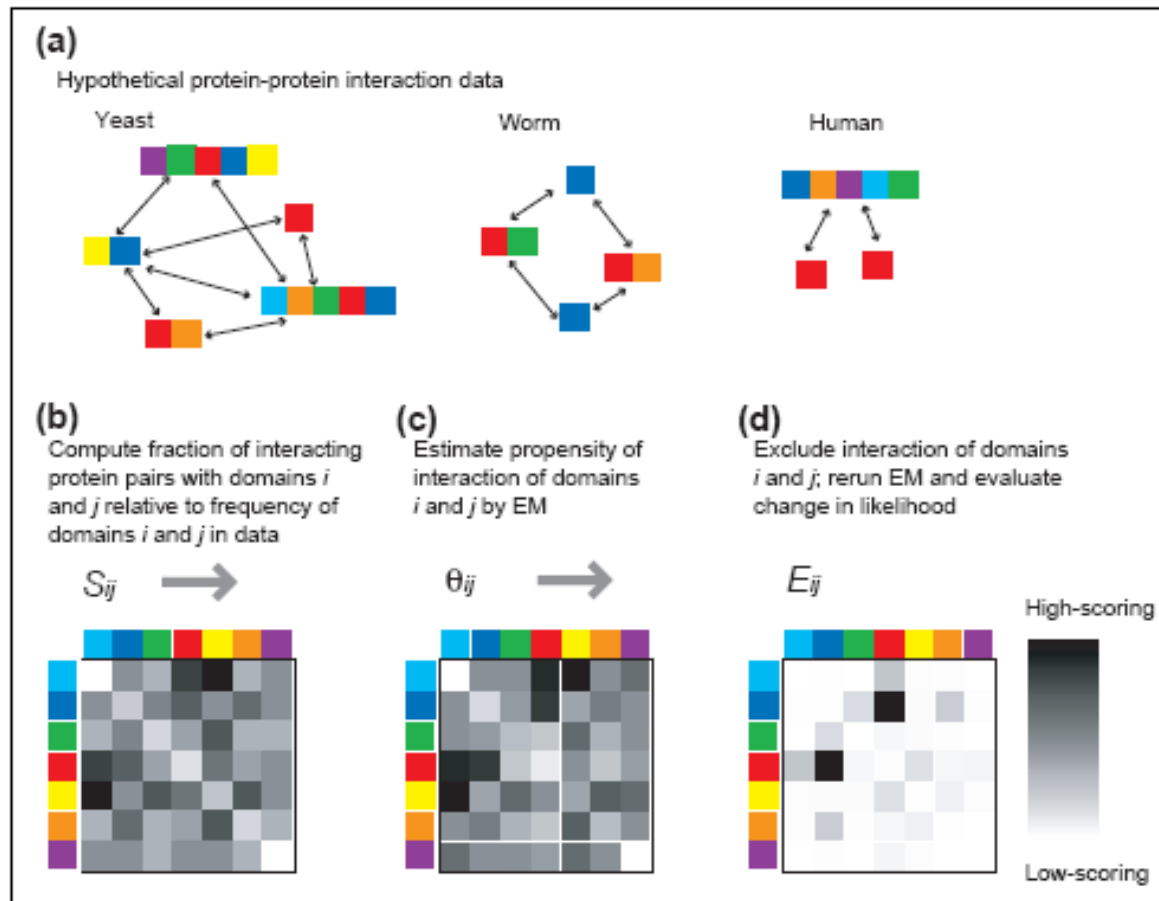 (a)
Hypothetical protein-protein interaction data
Yeast
Worm
Human
(b)
Compute fraction of interacting
protein pairs with domains i
and j relative to frequency of
domains i and j in data
(c)
Estimate propensity of
interaction of domains
i and j by EM
(d)
Exclude interaction of domains
i and j; rerun EM and evaluate
change in likelihood
Sij
θij
Eij
High-scoring
Low-scoring